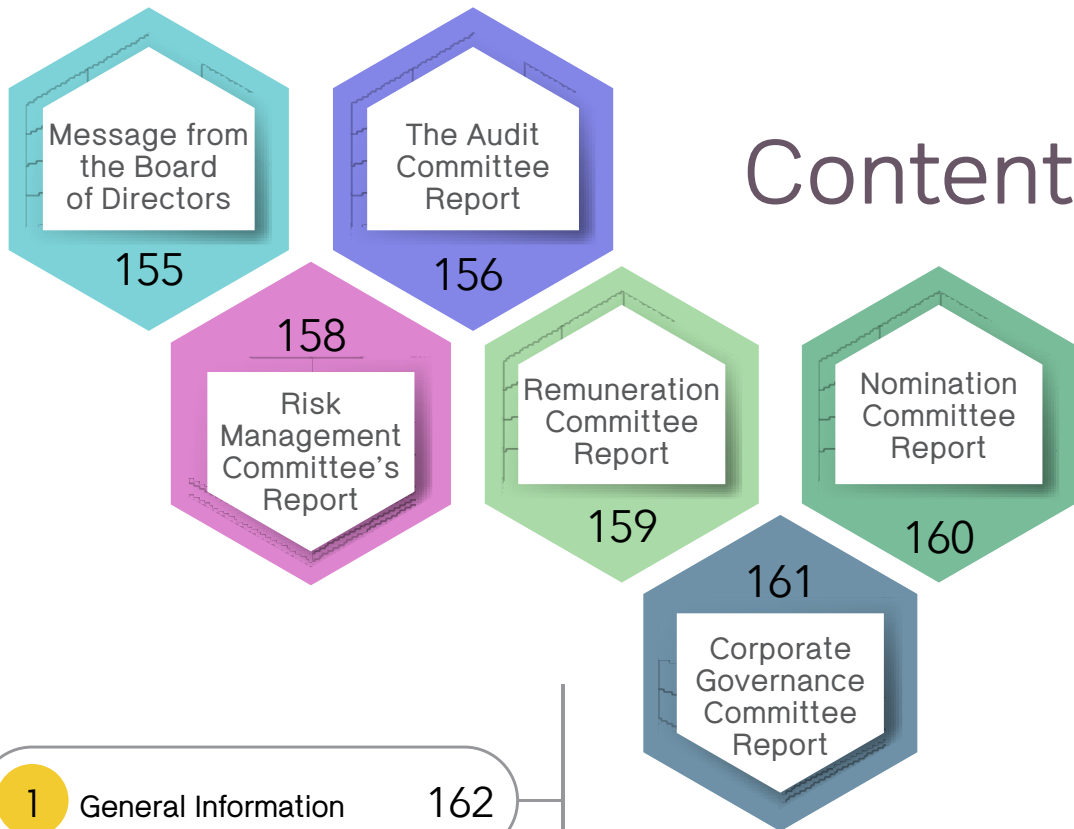 Content
Message from
the Board
of Directors
155
The Audit
Committee
Report
156
158
Risk
Management
Committee's
Report
Remuneration
Committee
Report
159
Nomination
Committee
Report
160
161
Corporate
Governance
Committee
Report
1 General Information 162